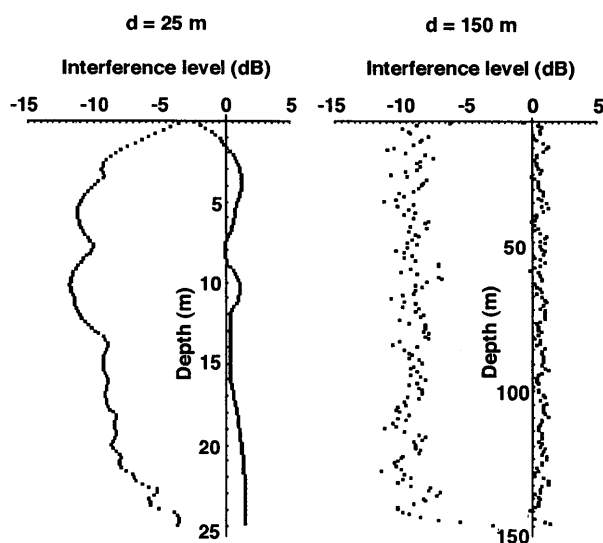 d = 25 m
Interference level (dB)
-15 -10 -5 0 5
5
10
15
20
25
Depth (m)
d = 150 m
Interference level (dB)
-15 -10 -5 0 5
50
100
150
Depth (m)